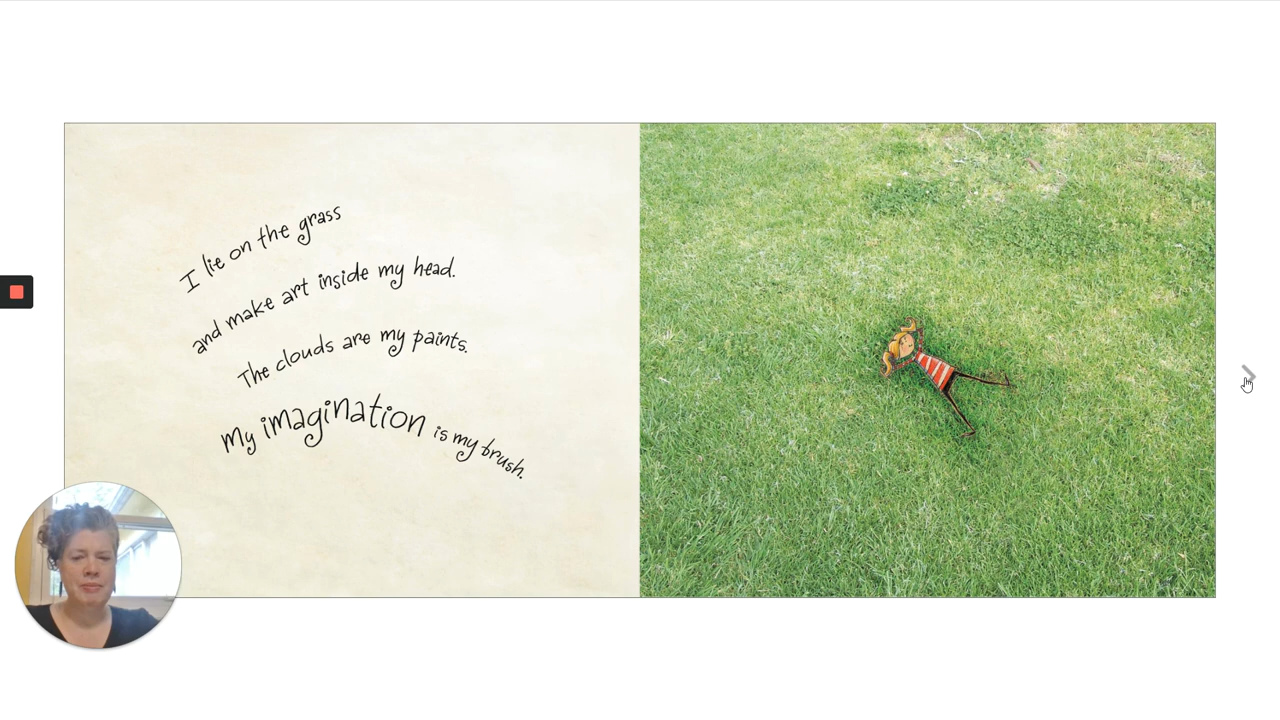 I lie on the grass
and make art inside my head.
The clouds are my paints.
My imagination is my brush.